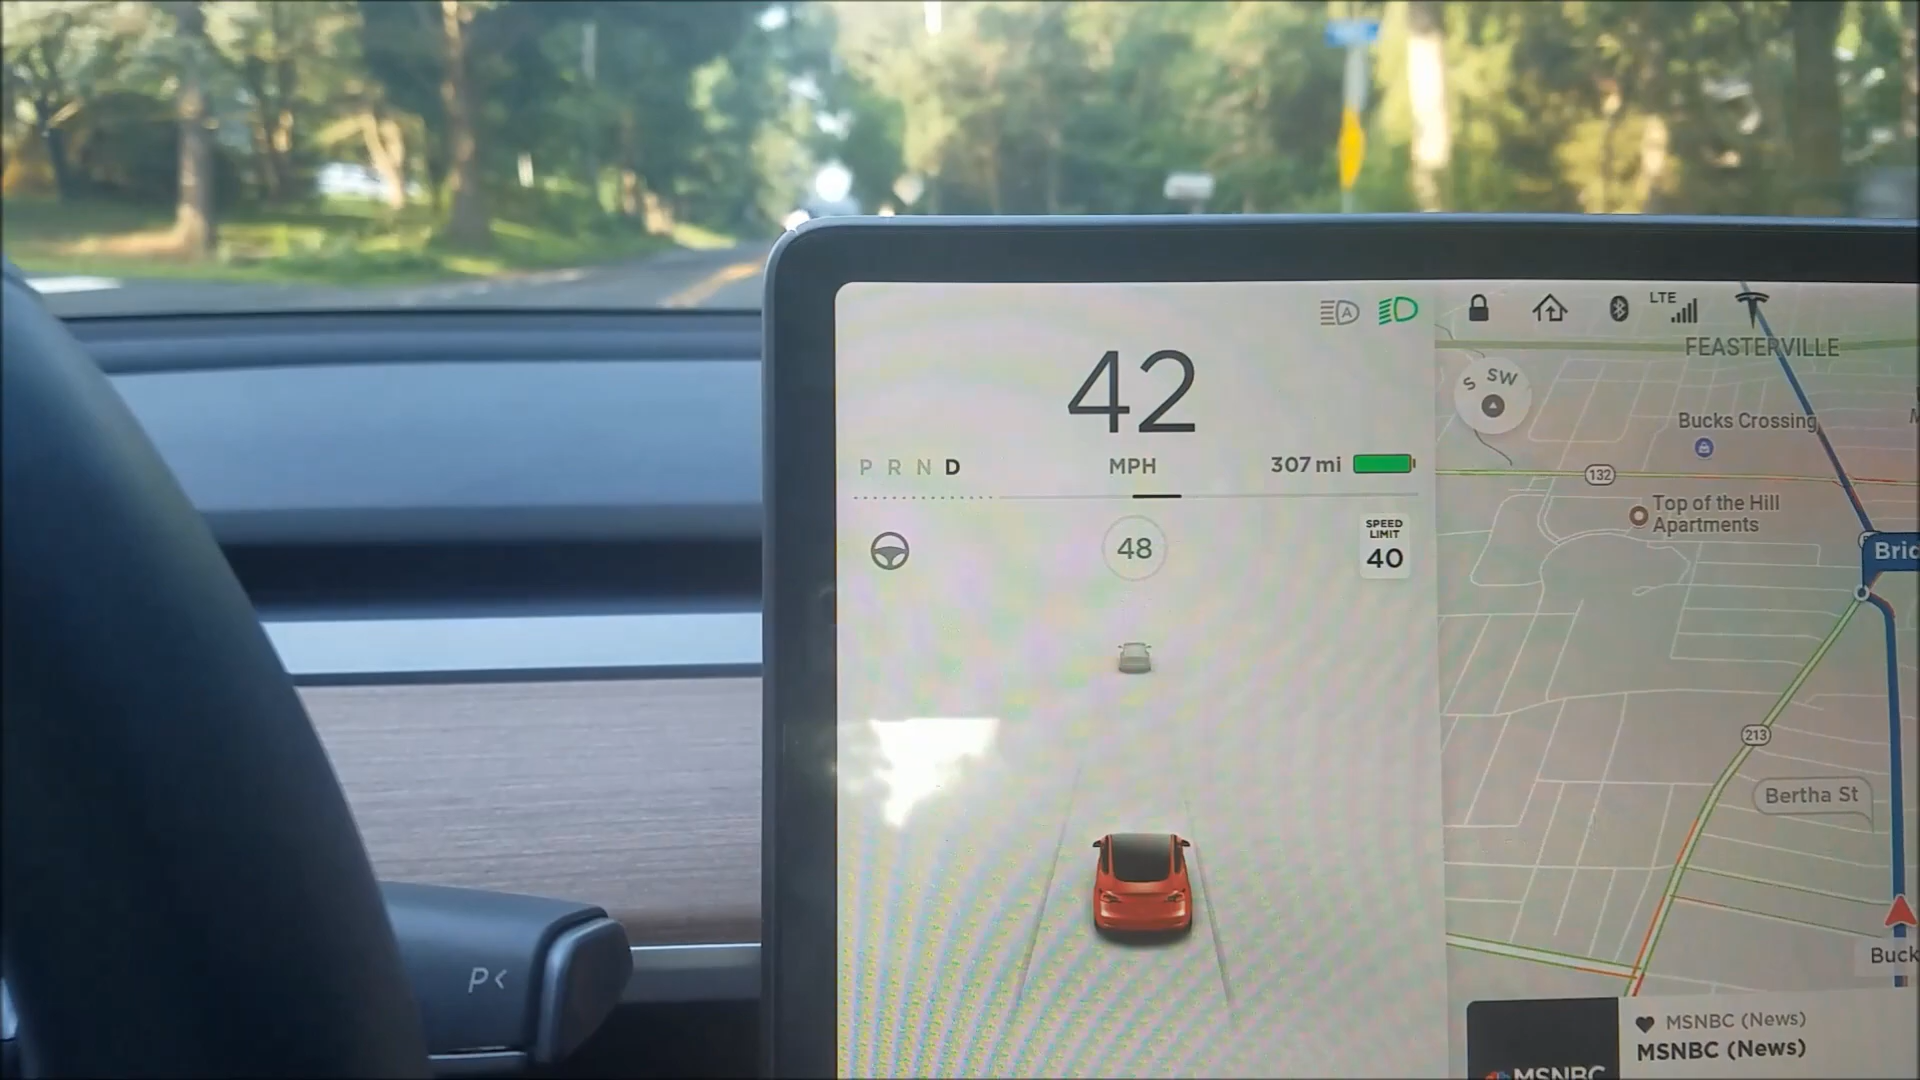 LTE
FEASTERVILLE
S SW
42
Bucks Crossing
P R N D
MPH
307 mi
132
Top of the Hill
Apartments
48
SPEED
LIMIT
40
Bric
213
Bertha St
Buck
P<
MSNBC (News)
MSNBC (News)
MSNBC